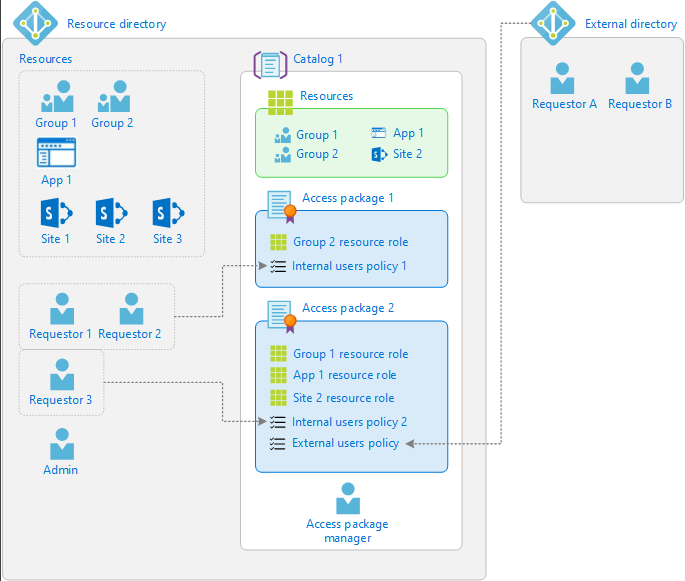 Resource directory
External directory
Resources
Group 1
Group 2
App 1
Site 1
Site 2
Site 3
Requestor 1
Requestor 2
Requestor 3
Admin
Catalog 1
Resources
Group 1
App 1
Group 2
Site 2
Access package 1
Group 2 resource role
Internal users policy 1
Access package 2
Group 1 resource role
App 1 resource role
Site 2 resource role
Internal users policy 2
External users policy
Access package
manager
Requestor A
Requestor B